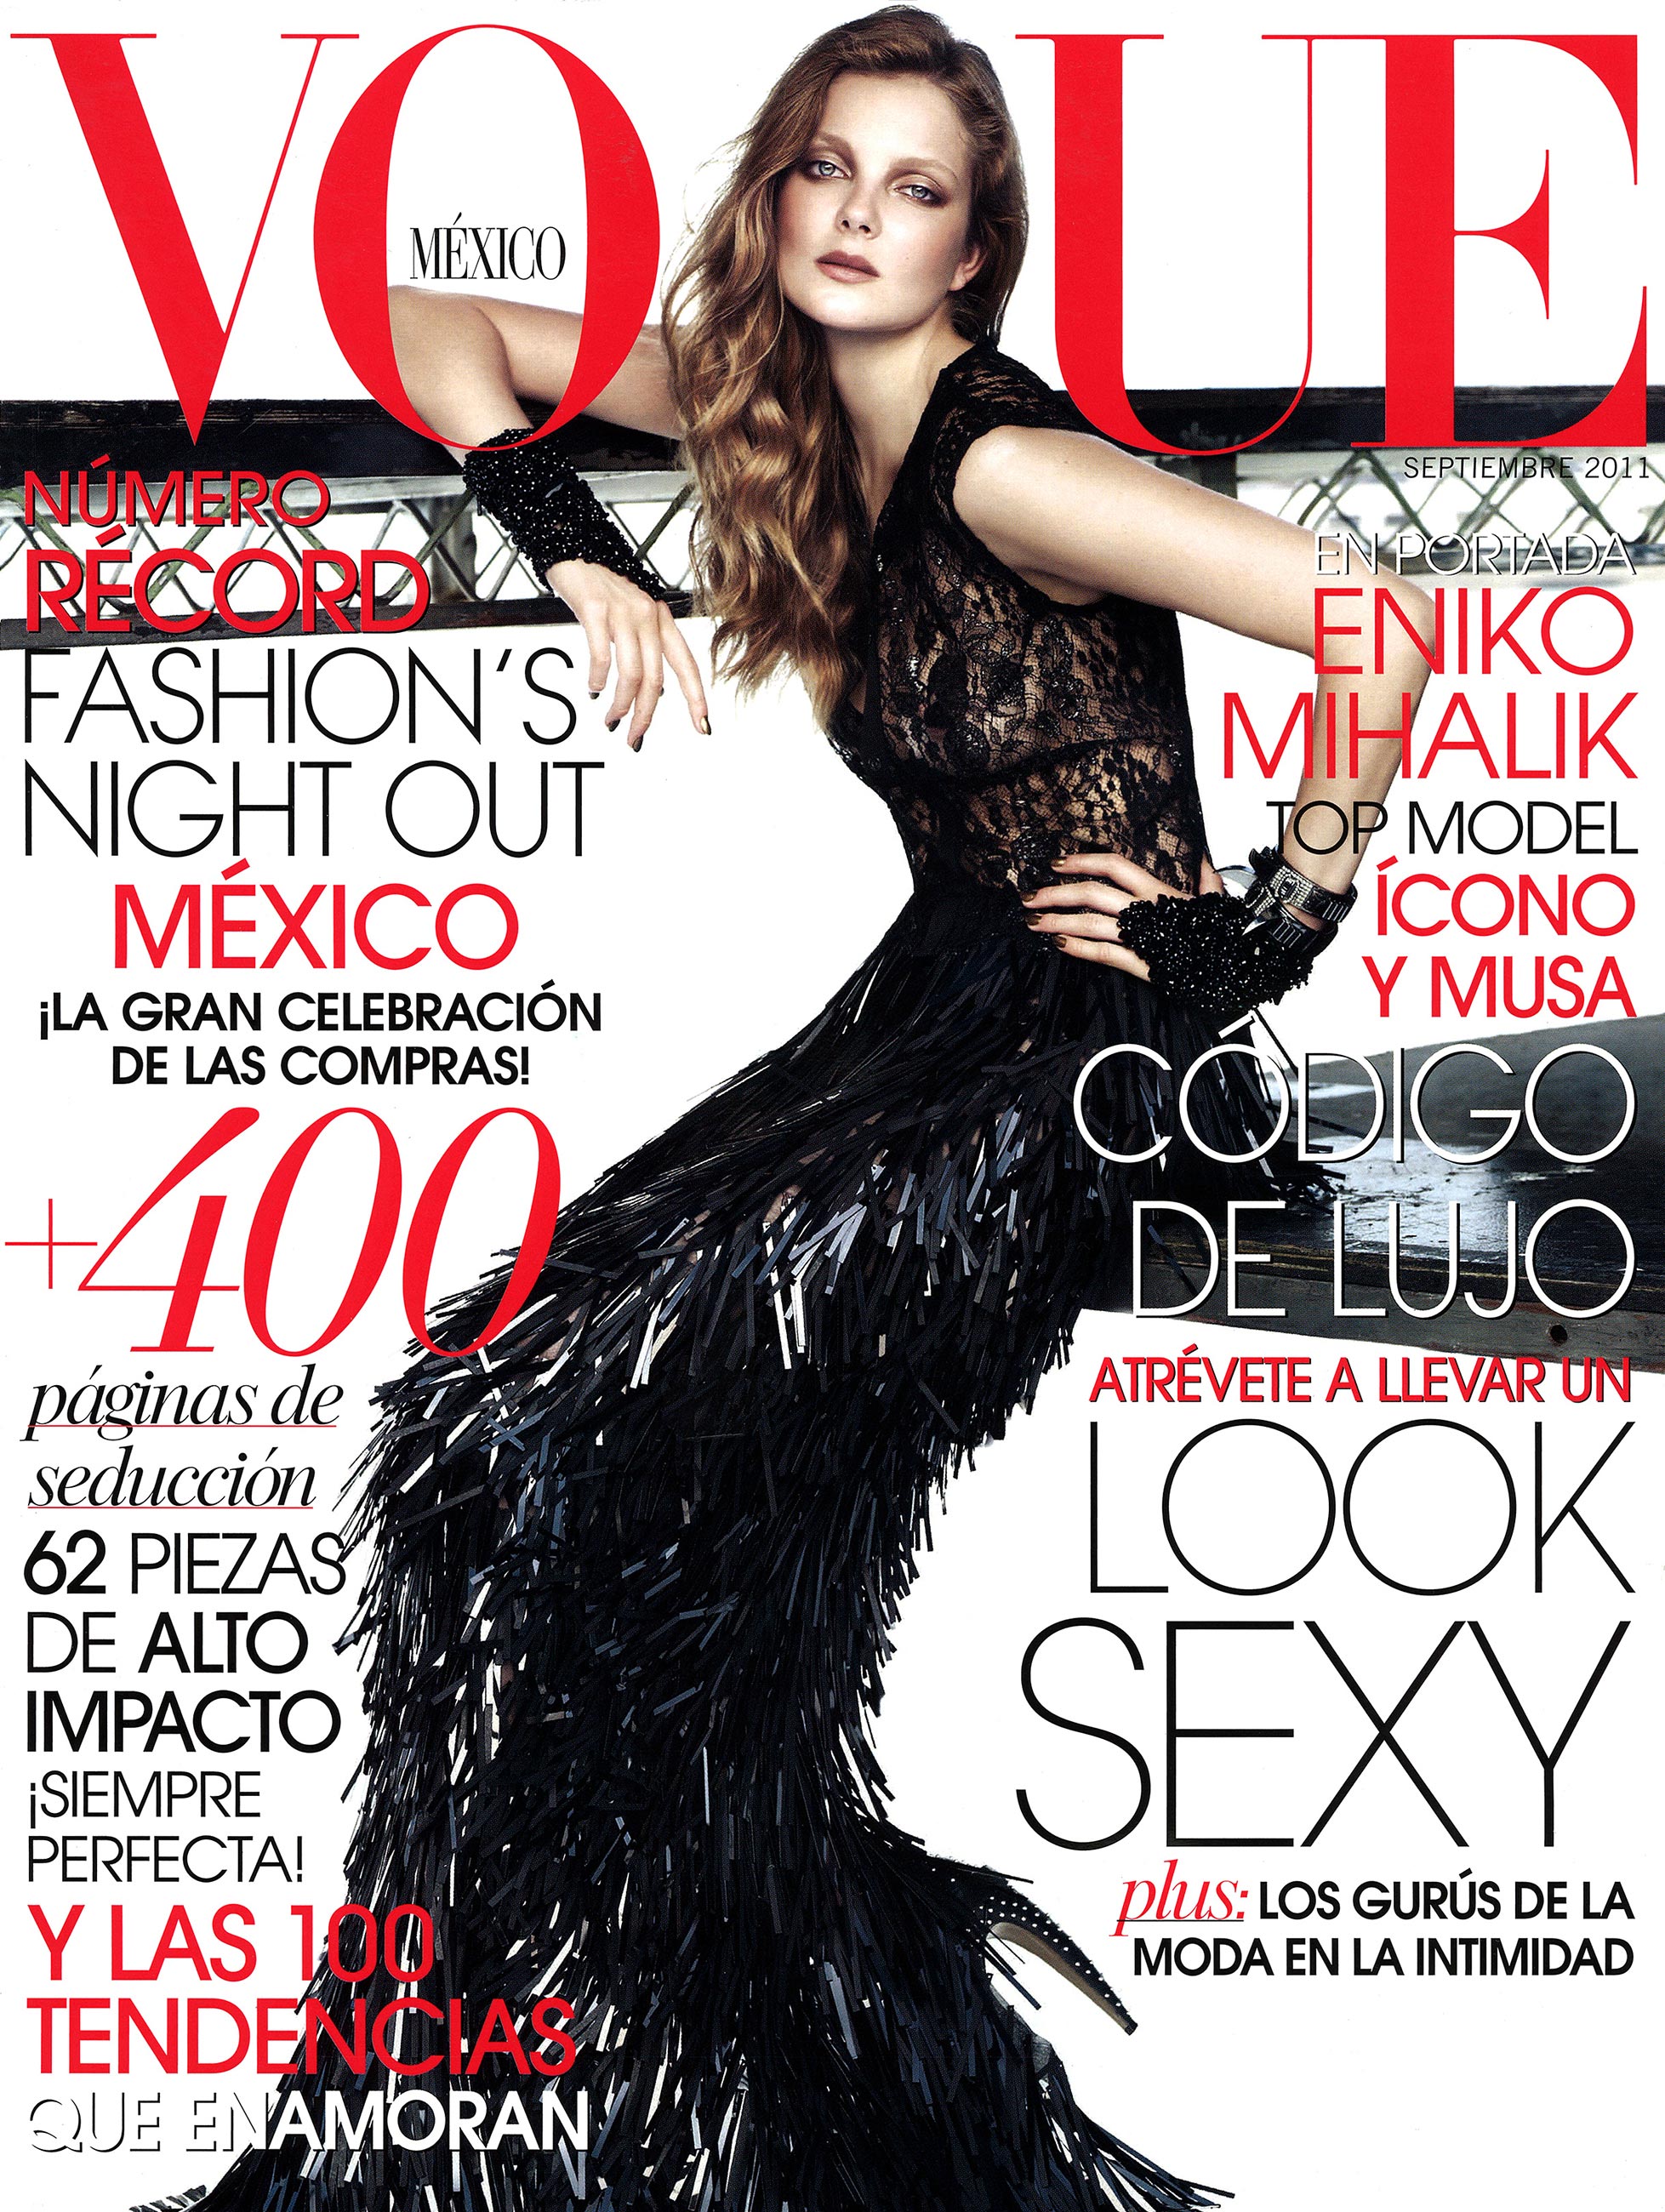 VOGUE
MÉXICO
SEPTIEMBRE 2011
NÚMERO
RÉCORD
FASHION'S
NIGHT OUT
MÉXICO
¡LA GRAN CELEBRACIÓN
DE LAS COMPRAS!
+400
páginas de
seducción
62 PIEZAS
DE ALTO
IMPACTO
¡SIEMPRE
PERFECTA!
Y LAS 100
TENDENCIAS
QUE ENAMORAN
EN PORTADA
ENIKO
MIHALIK
TOP MODEL
ÍCONO
Y MUSA
CÓDIGO
DE LUJO
ATRÉVETE A LLEVAR UN
LOOK
SEXY
plus: LOS GURÚS DE LA
MODA EN LA INTIMIDAD